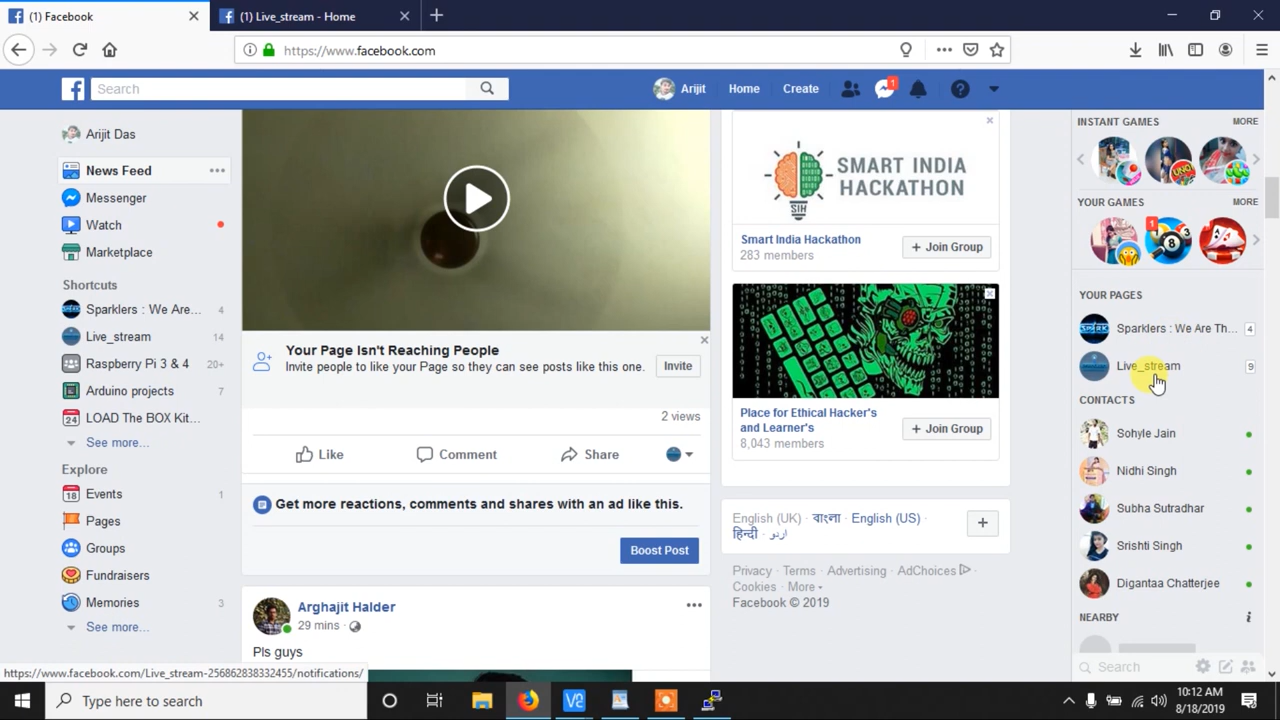 (1) Facebook
(1) Live_stream - Home
https://www.facebook.com
Search
Arijit
Home
Create
1
Arijit Das
News Feed
Messenger
Watch
Marketplace
Shortcuts
Sparklers : We Are... 4
Live_stream 14
Raspberry Pi 3 & 4 20+
Arduino projects 7
LOAD The BOX Kit...
See more...
Explore
Events 1
Pages
Groups
Fundraisers
Memories 3
See more...
Your Page Isn't Reaching People
Invite people to like your Page so they can see posts like this one.
Invite
2 views
Like
Comment
Share
Get more reactions, comments and shares with an ad like this.
Boost Post
Arghajit Halder
29 mins ·
Pls guys
SMART INDIA
HACKATHON
SIH
Smart India Hackathon
283 members
+ Join Group
Place for Ethical Hacker's
and Learner's
8,043 members
+ Join Group
English (UK) · বাংলা · English (US) ·
हिन्दी · اردو
Privacy · Terms · Advertising · AdChoices ·
Cookies · More
Facebook © 2019
INSTANT GAMES MORE
YOUR GAMES MORE
1
YOUR PAGES
Sparklers : We Are Th... 4
Live_stream 9
CONTACTS
Sohyle Jain
Nidhi Singh
Subha Sutradhar
Srishti Singh
Digantaa Chatterjee
NEARBY
Search
https://www.facebook.com/Live_stream-256862838332455/notifications/
Type here to search
10:12 AM
8/18/2019